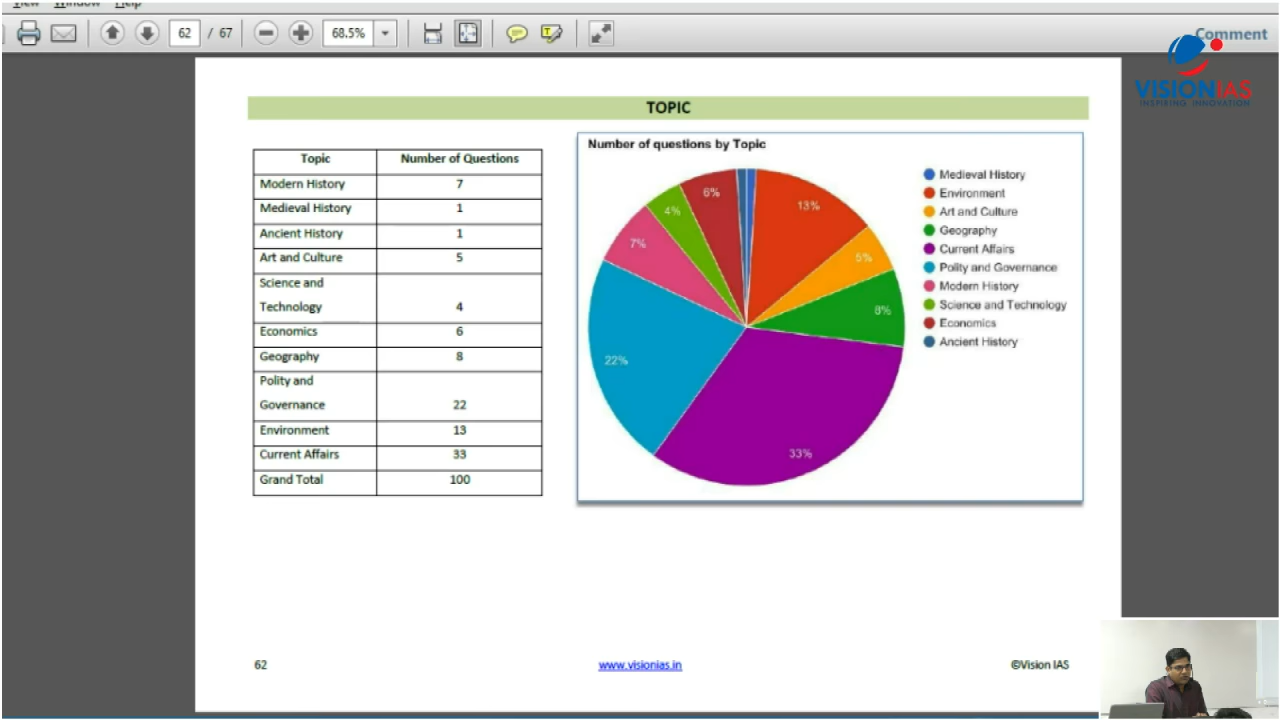 View Window Help
62 / 67
68.5%
Comment
VISIONIAS
INSPIRING INNOVATION
TOPIC
Topic Number of Questions
Modern History 7
Medieval History 1
Ancient History 1
Art and Culture 5
Science and
Technology 4
Economics 6
Geography 8
Polity and
Governance 22
Environment 13
Current Affairs 33
Grand Total 100
Number of questions by Topic
6%
13%
4%
7%
5%
8%
22%
33%
Medieval History
Environment
Art and Culture
Geography
Current Affairs
Polity and Governance
Modern History
Science and Technology
Economics
Ancient History
62
www.visionias.in
©Vision IAS